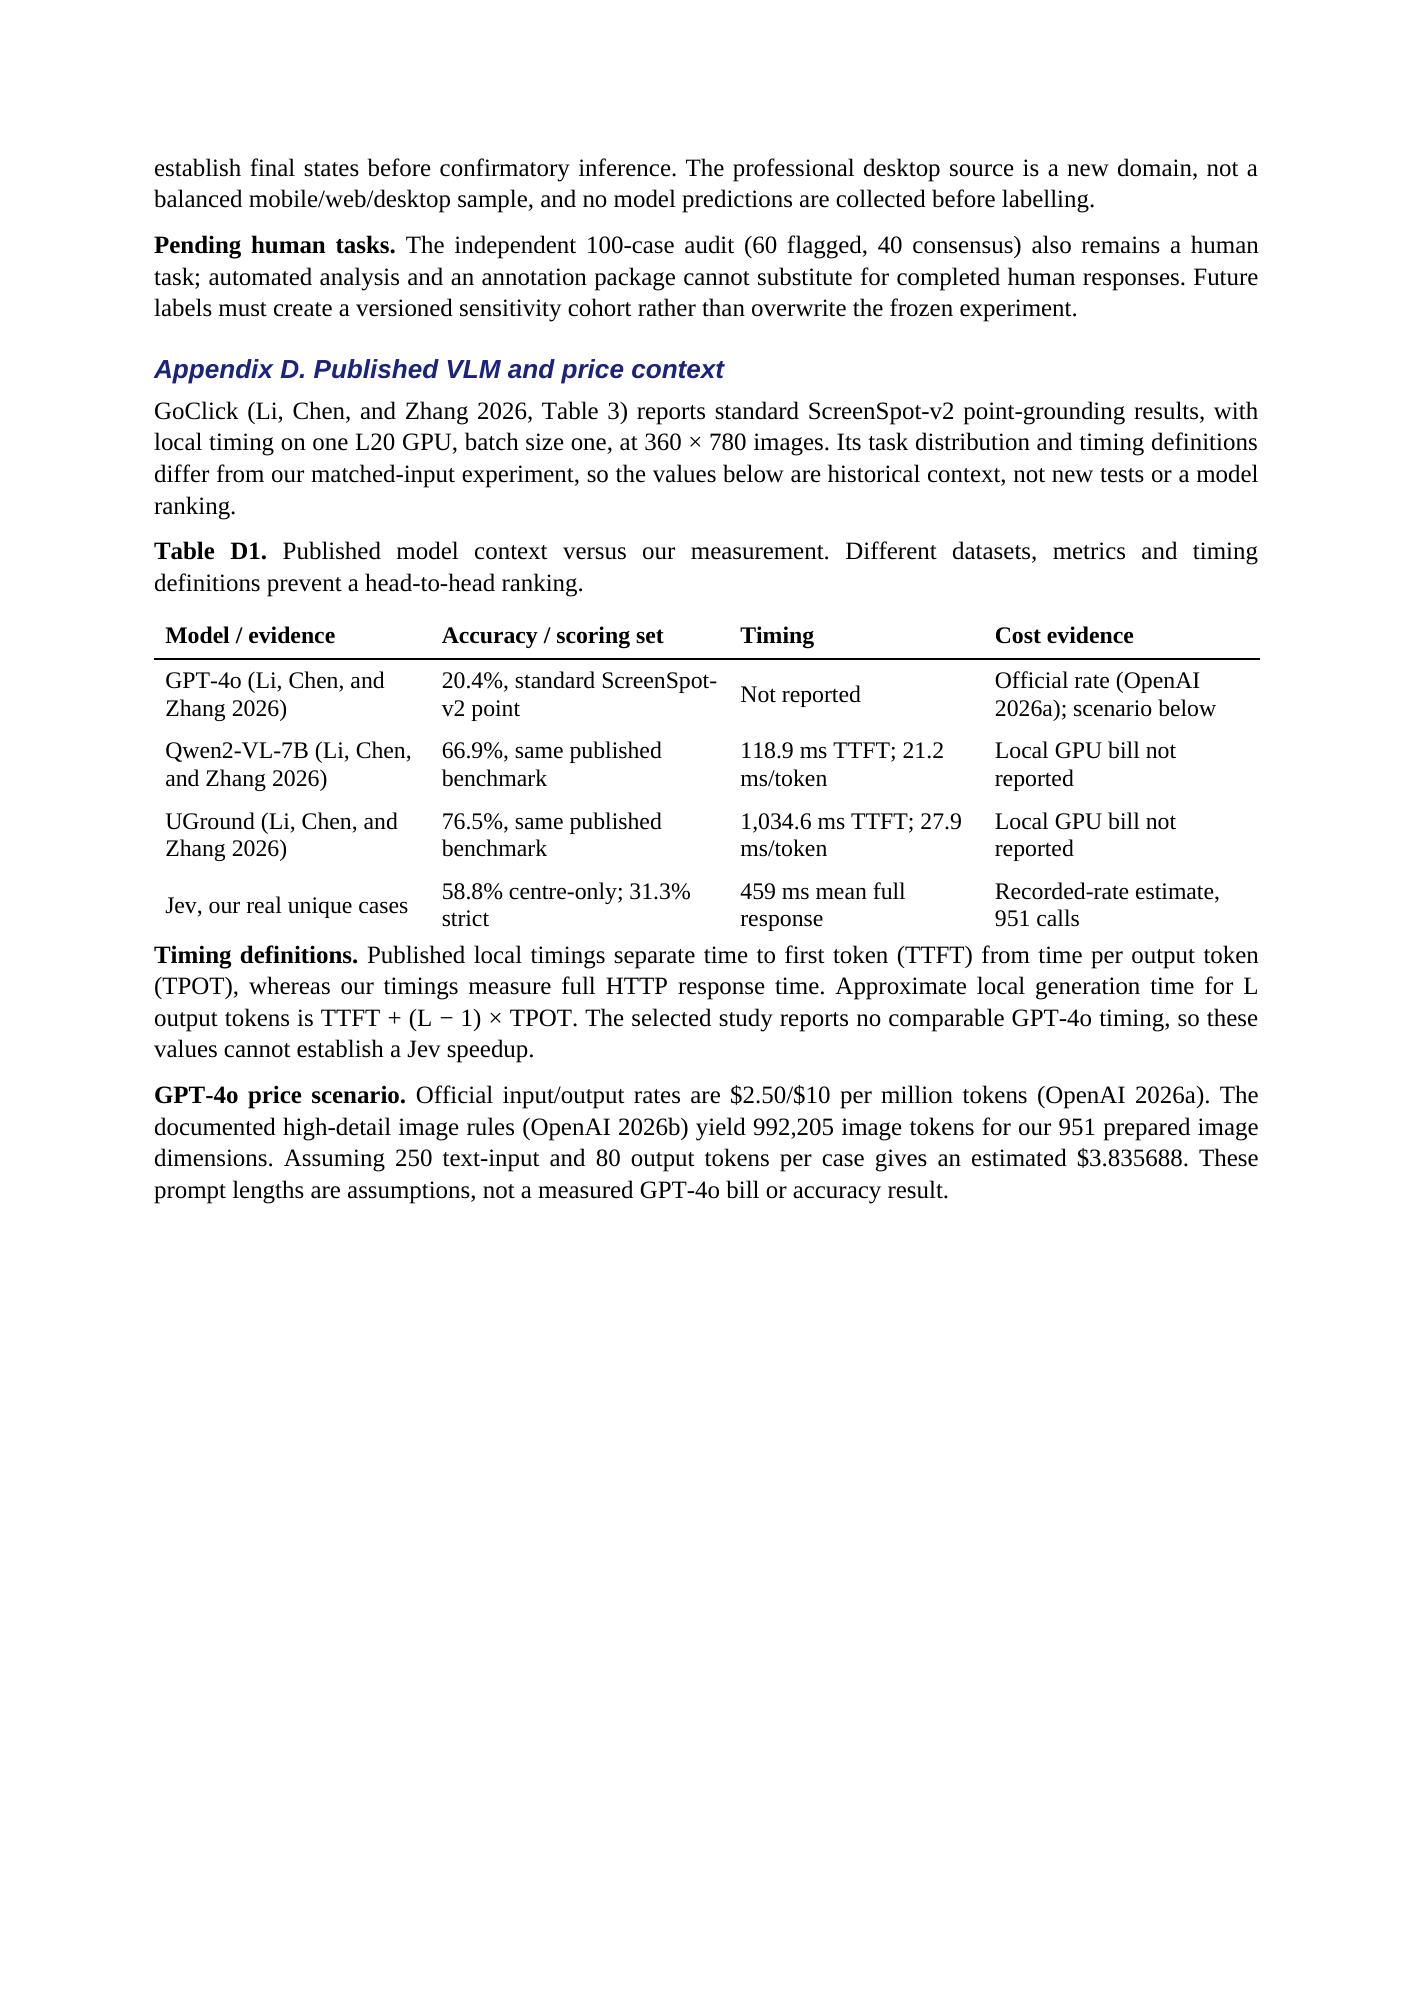 establish final states before confirmatory inference. The professional desktop source is a new domain, not a
balanced mobile/web/desktop sample, and no model predictions are collected before labelling.
Pending human tasks. The independent 100-case audit (60 flagged, 40 consensus) also remains a human
task; automated analysis and an annotation package cannot substitute for completed human responses. Future
labels must create a versioned sensitivity cohort rather than overwrite the frozen experiment.
Appendix D. Published VLM and price context
GoClick (Li, Chen, and Zhang 2026, Table 3) reports standard ScreenSpot-v2 point-grounding results, with
local timing on one L20 GPU, batch size one, at 360 × 780 images. Its task distribution and timing definitions
differ from our matched-input experiment, so the values below are historical context, not new tests or a model
ranking.
Table D1. Published model context versus our measurement. Different datasets, metrics and timing
definitions prevent a head-to-head ranking.
Model / evidence Accuracy / scoring set Timing Cost evidence
GPT-4o (Li, Chen, and
Zhang 2026)
20.4%, standard ScreenSpot-
v2 point
Not reported
Official rate (OpenAI
2026a); scenario below
Qwen2-VL-7B (Li, Chen,
and Zhang 2026)
66.9%, same published
benchmark
118.9 ms TTFT; 21.2
ms/token
Local GPU bill not
reported
UGround (Li, Chen, and
Zhang 2026)
76.5%, same published
benchmark
1,034.6 ms TTFT; 27.9
ms/token
Local GPU bill not
reported
Jev, our real unique cases
58.8% centre-only; 31.3%
strict
459 ms mean full
response
Recorded-rate estimate,
951 calls
Timing definitions. Published local timings separate time to first token (TTFT) from time per output token
(TPOT), whereas our timings measure full HTTP response time. Approximate local generation time for L
output tokens is TTFT + (L − 1) × TPOT. The selected study reports no comparable GPT-4o timing, so these
values cannot establish a Jev speedup.
GPT-4o price scenario. Official input/output rates are $2.50/$10 per million tokens (OpenAI 2026a). The
documented high-detail image rules (OpenAI 2026b) yield 992,205 image tokens for our 951 prepared image
dimensions. Assuming 250 text-input and 80 output tokens per case gives an estimated $3.835688. These
prompt lengths are assumptions, not a measured GPT-4o bill or accuracy result.